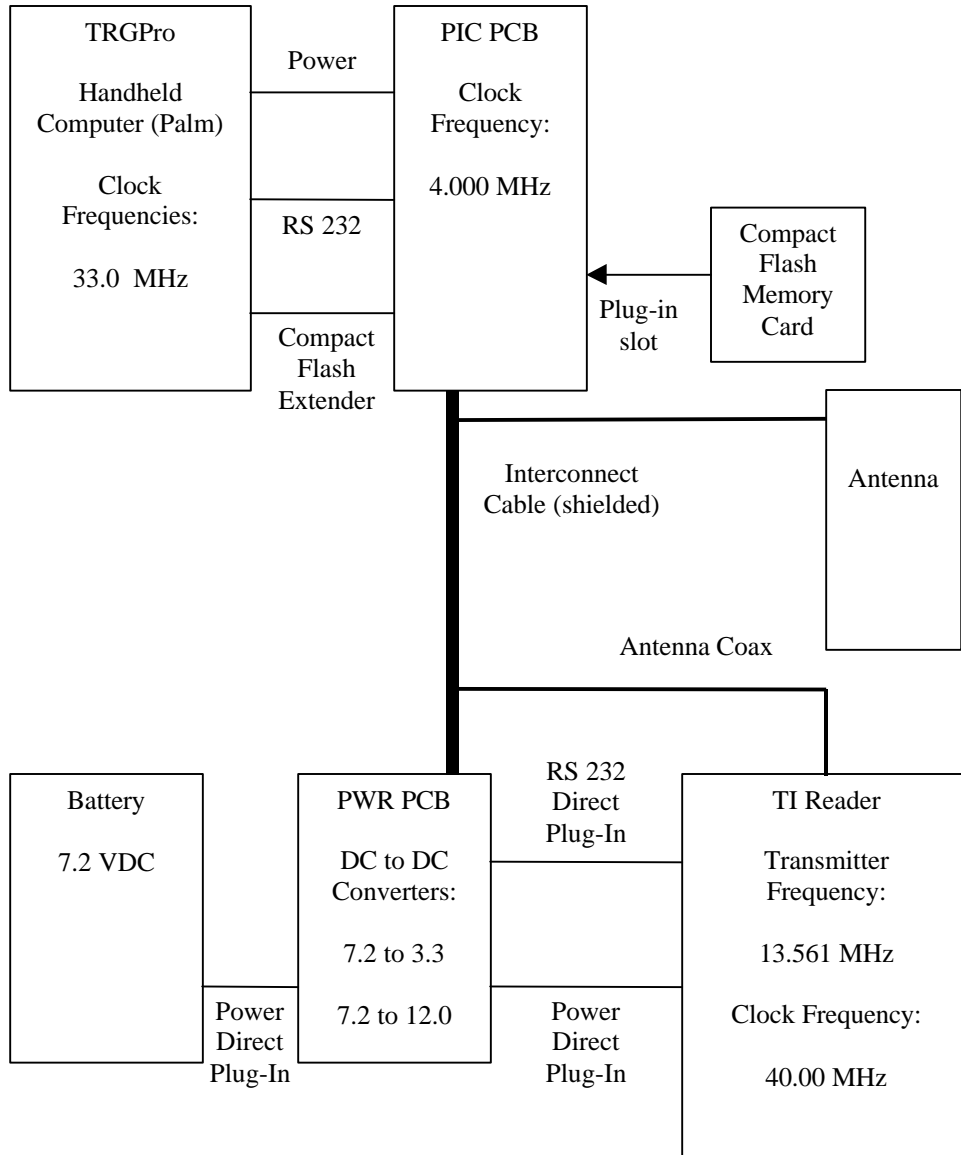 TRGPro
Handheld
Computer (Palm)
Clock
Frequencies:
33.0 MHz
Power
RS 232
Compact
Flash
Extender
PIC PCB
Clock
Frequency:
4.000 MHz
Plug-in
slot
Compact
Flash
Memory
Card
Interconnect
Cable (shielded)
Antenna
Antenna Coax
Battery
7.2 VDC
Power
Direct
Plug-In
PWR PCB
DC to DC
Converters:
7.2 to 3.3
7.2 to 12.0
RS 232
Direct
Plug-In
Power
Direct
Plug-In
TI Reader
Transmitter
Frequency:
13.561 MHz
Clock Frequency:
40.00 MHz